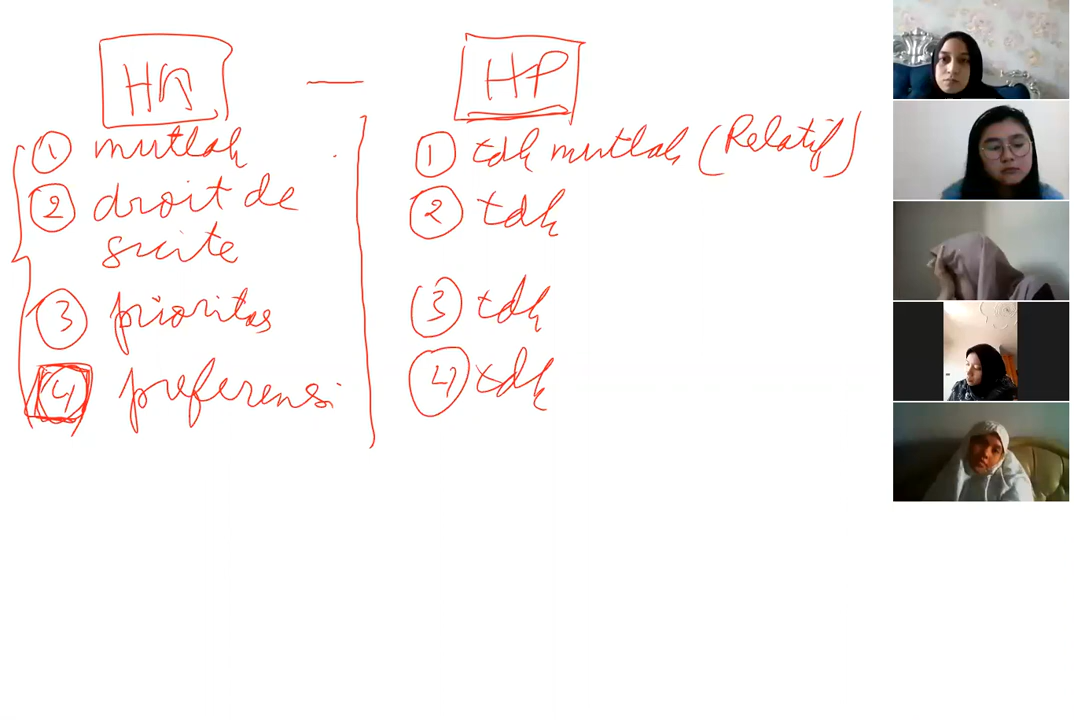 HK — HP
① mutlak ① tdk mutlak (Relatif)
② droit de suite ② tdk
③ prioritas ③ tdk
④ preferensi ④ tdk